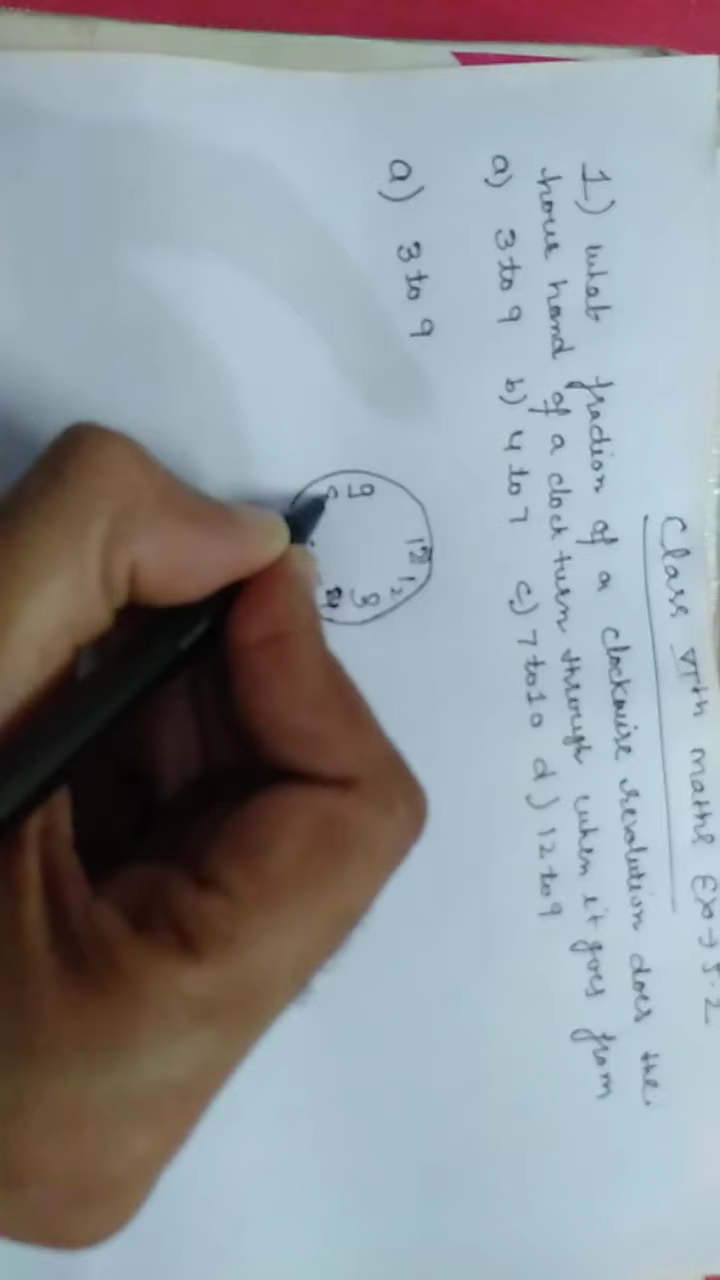 Class VIth maths Ex→ 5.2
1.) What fraction of a clockwise revolution does the
hour hand of a clock turn through when it goes from
a) 3 to 9 b) 4 to 7 c) 7 to 10 d) 12 to 9
a) 3 to 9
12
1
2
9
3